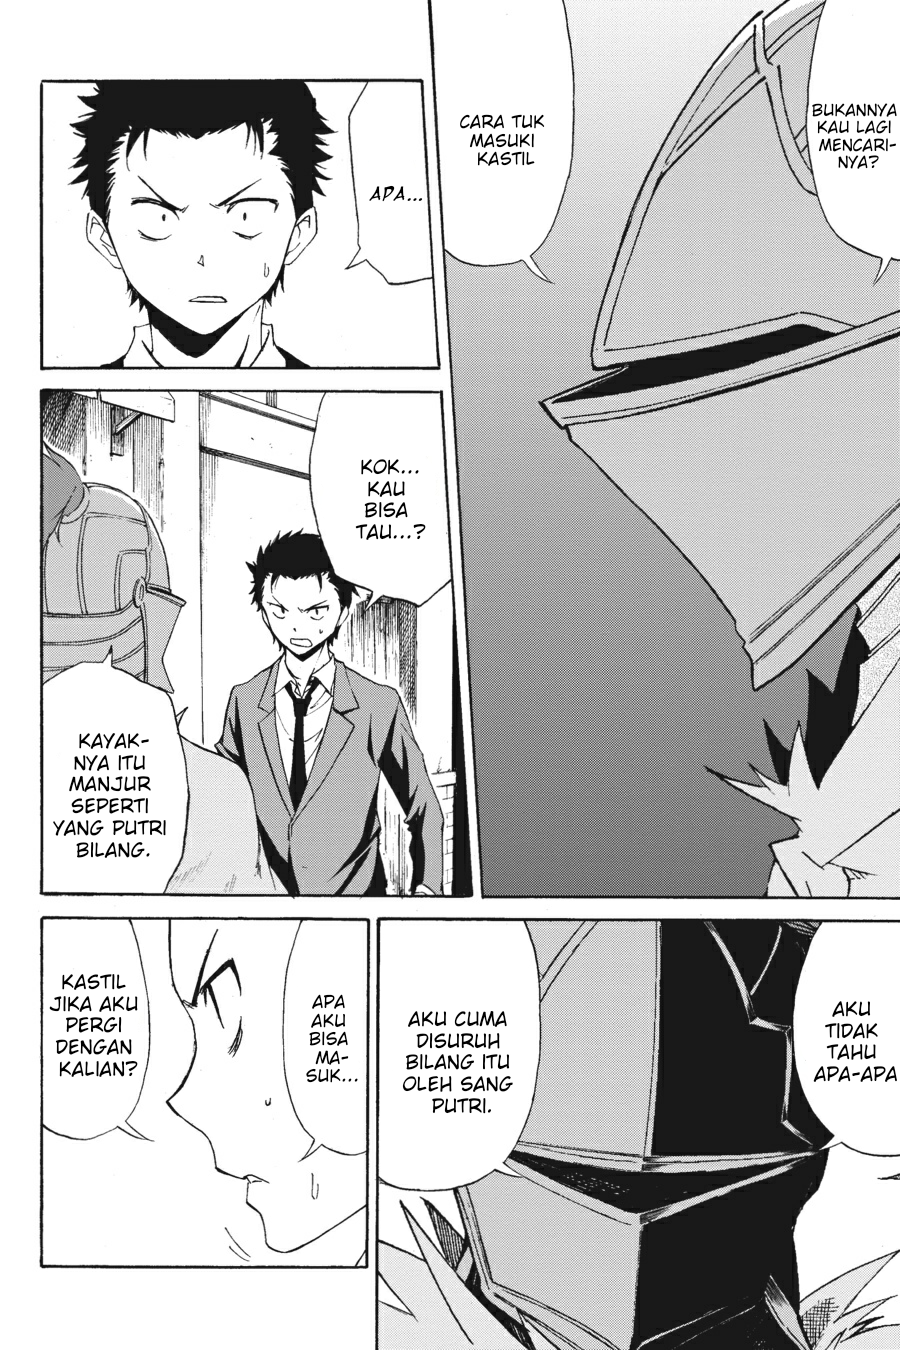 BUKANNYA
KAU LAGI
MENCARI-
NYA?
CARA TUK
MASUKI
KASTIL
APA...
KOK...
KAU
BISA
TAU...?
KAYAK-
NYA ITU
MANJUR
SEPERTI
YANG PUTRI
BILANG.
AKU
TIDAK
TAHU
APA-APA
AKU CUMA
DISURUH
BILANG ITU
OLEH SANG
PUTRI.
APA
AKU
BISA
MA-
SUK...
KASTIL
JIKA AKU
PERGI
DENGAN
KALIAN?